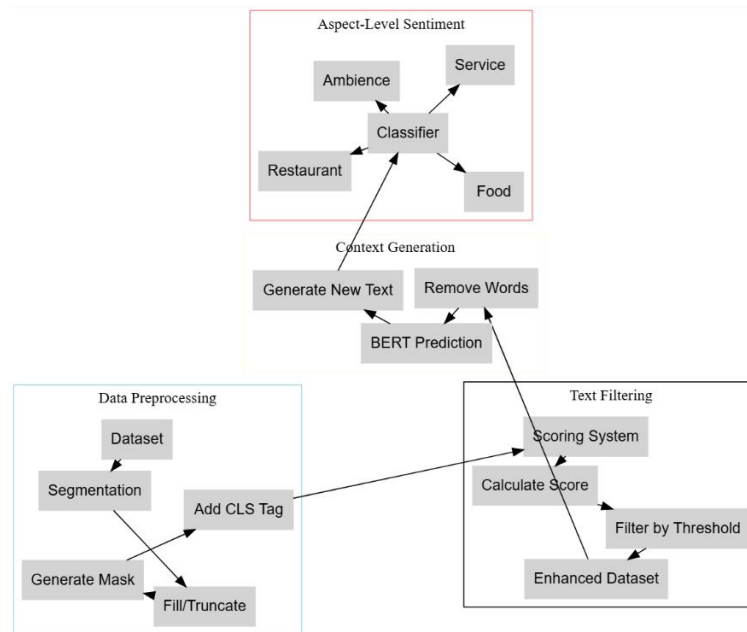 Aspect-Level Sentiment
Service
Ambience
Classifier
Restaurant
Food
Context Generation
Generate New Text
Remove Words
BERT Prediction
Data Preprocessing
Dataset
Segmentation
Add CLS Tag
Generate Mask
Fill/Truncate
Text Filtering
Scoring System
Calculate Score
Filter by Threshold
Enhanced Dataset